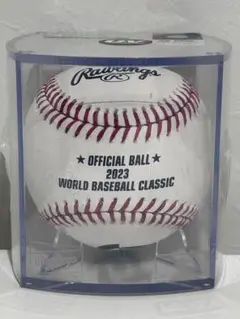 Rawlings
R
★ OFFICIAL BALL ★
2023
WORLD BASEBALL CLASSIC